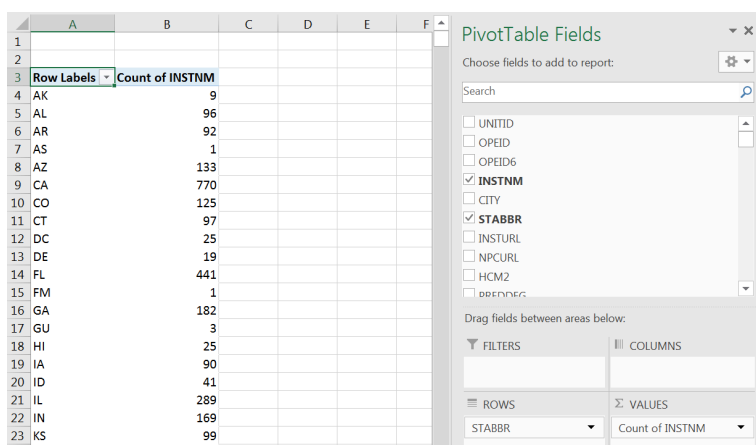 A B C D E F
1
2
3 Row Labels Count of INSTNM
4 AK 9
5 AL 96
6 AR 92
7 AS 1
8 AZ 133
9 CA 770
10 CO 125
11 CT 97
12 DC 25
13 DE 19
14 FL 441
15 FM 1
16 GA 182
17 GU 3
18 HI 25
19 IA 90
20 ID 41
21 IL 289
22 IN 169
23 KS 99
PivotTable Fields
Choose fields to add to report:
Search
UNITID
OPEID
OPEID6
INSTNM
CITY
STABBR
INSTURL
NPCURL
HCM2
PREDDEG
Drag fields between areas below:
FILTERS
COLUMNS
ROWS
STABBR
Σ VALUES
Count of INSTNM